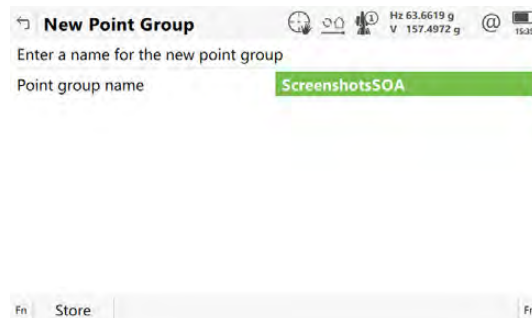 New Point Group
Hz 63.6619 g
V 157.4972 g
Enter a name for the new point group
Point group name
ScreenshotsSOA
Fn
Store